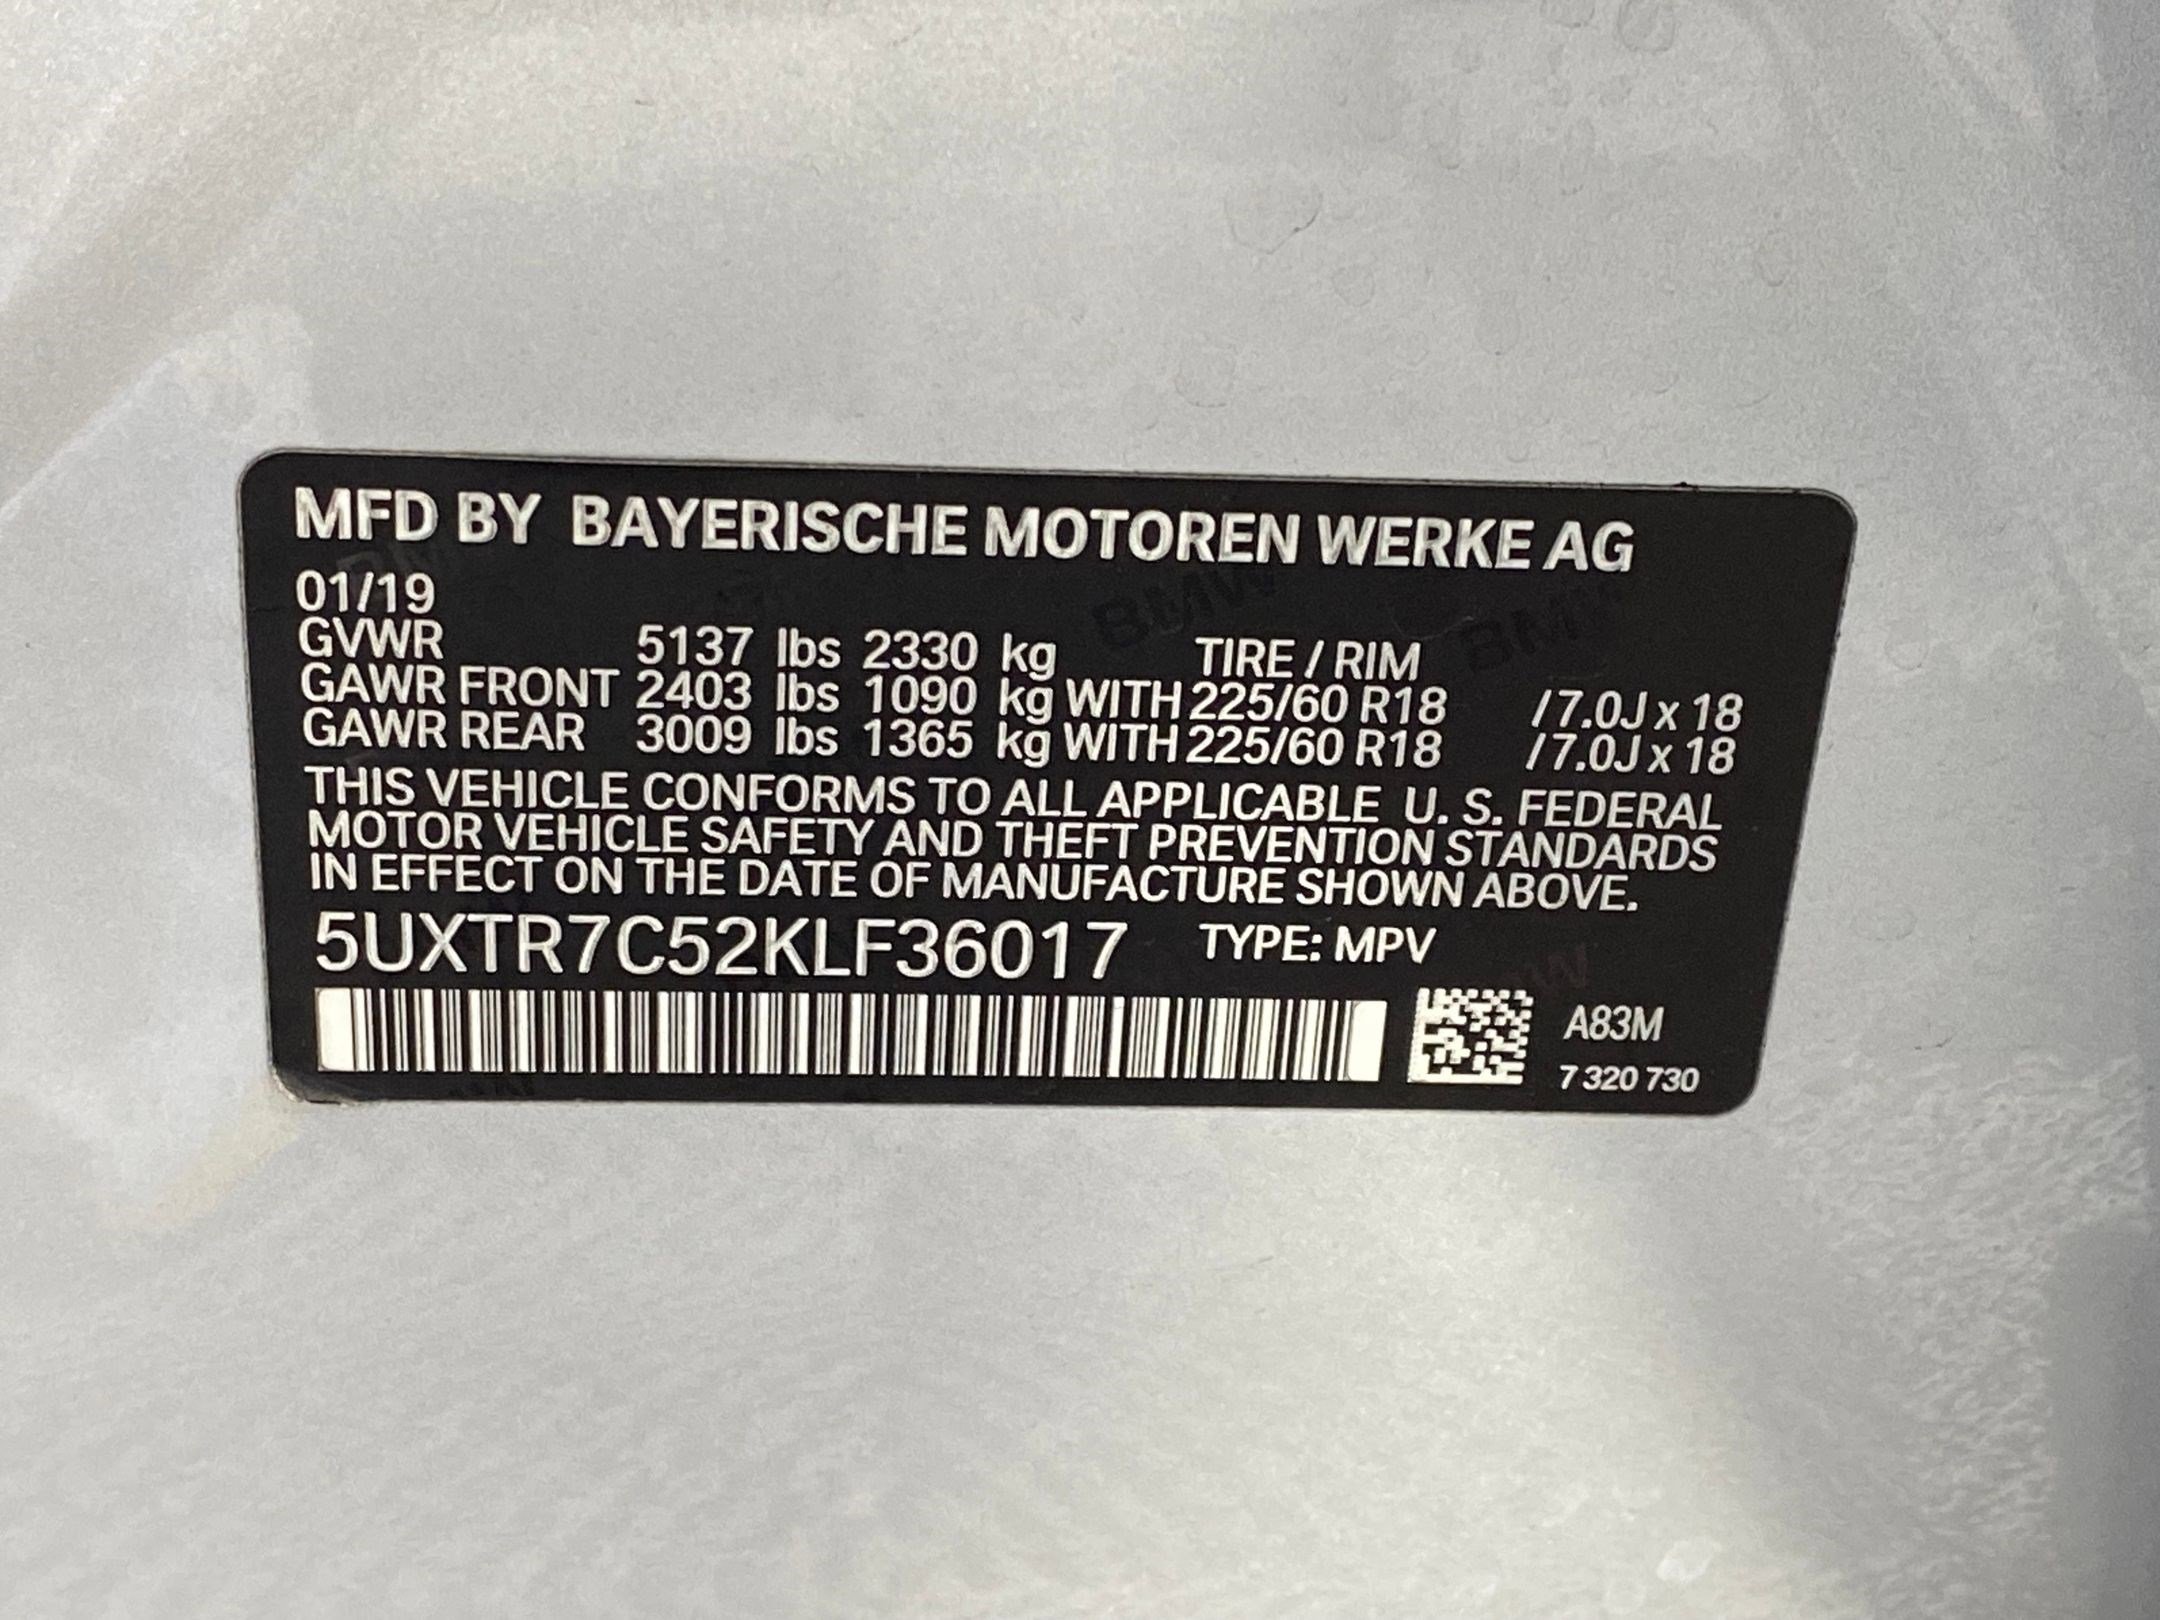 MFD BY BAYERISCHE MOTOREN WERKE AG
01/19
GVWR 5137 lbs 2330 kg TIRE / RIM
GAWR FRONT 2403 lbs 1090 kg WITH 225/60 R18 /7.0J x 18
GAWR REAR 3009 lbs 1365 kg WITH 225/60 R18 /7.0J x 18
THIS VEHICLE CONFORMS TO ALL APPLICABLE U. S. FEDERAL
MOTOR VEHICLE SAFETY AND THEFT PREVENTION STANDARDS
IN EFFECT ON THE DATE OF MANUFACTURE SHOWN ABOVE.
5UXTR7C52KLF36017 TYPE: MPV
A83M
7 320 730